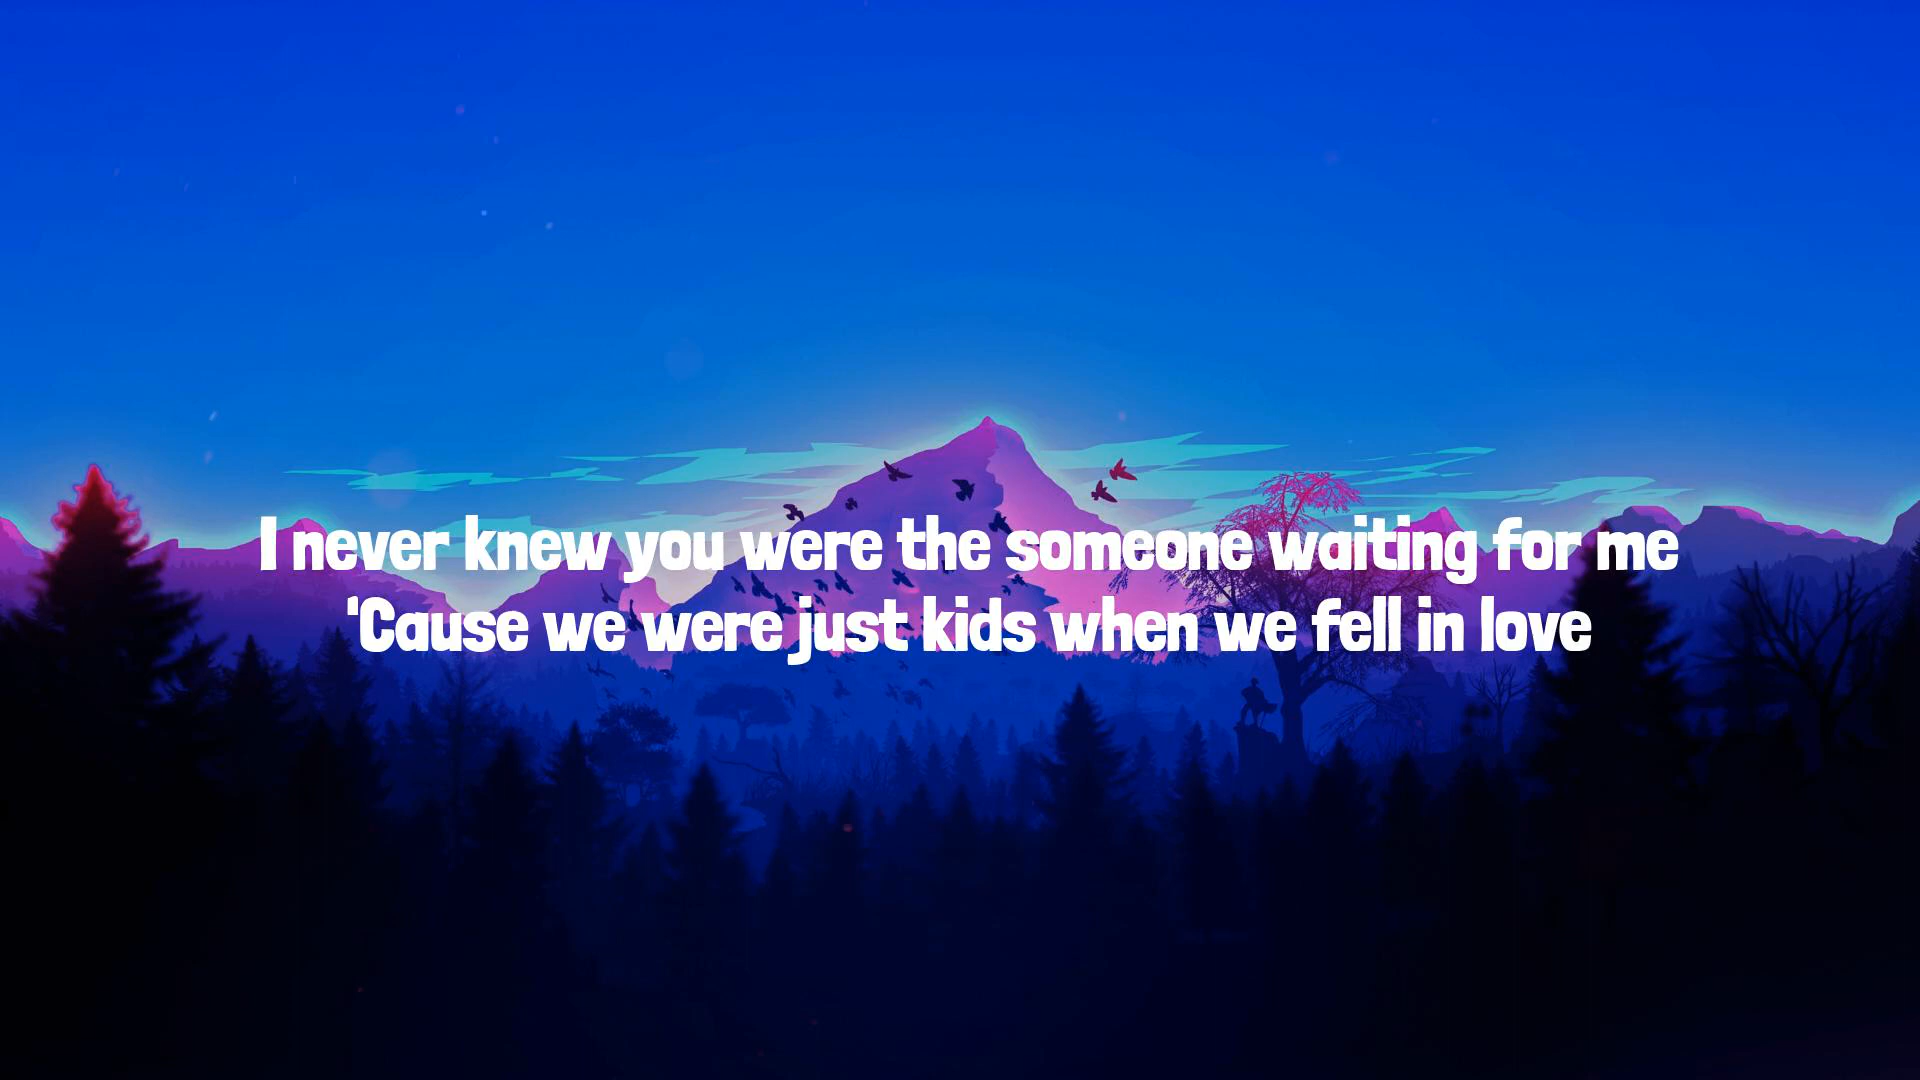 I never knew you were the someone waiting for me
'Cause we were just kids when we fell in love